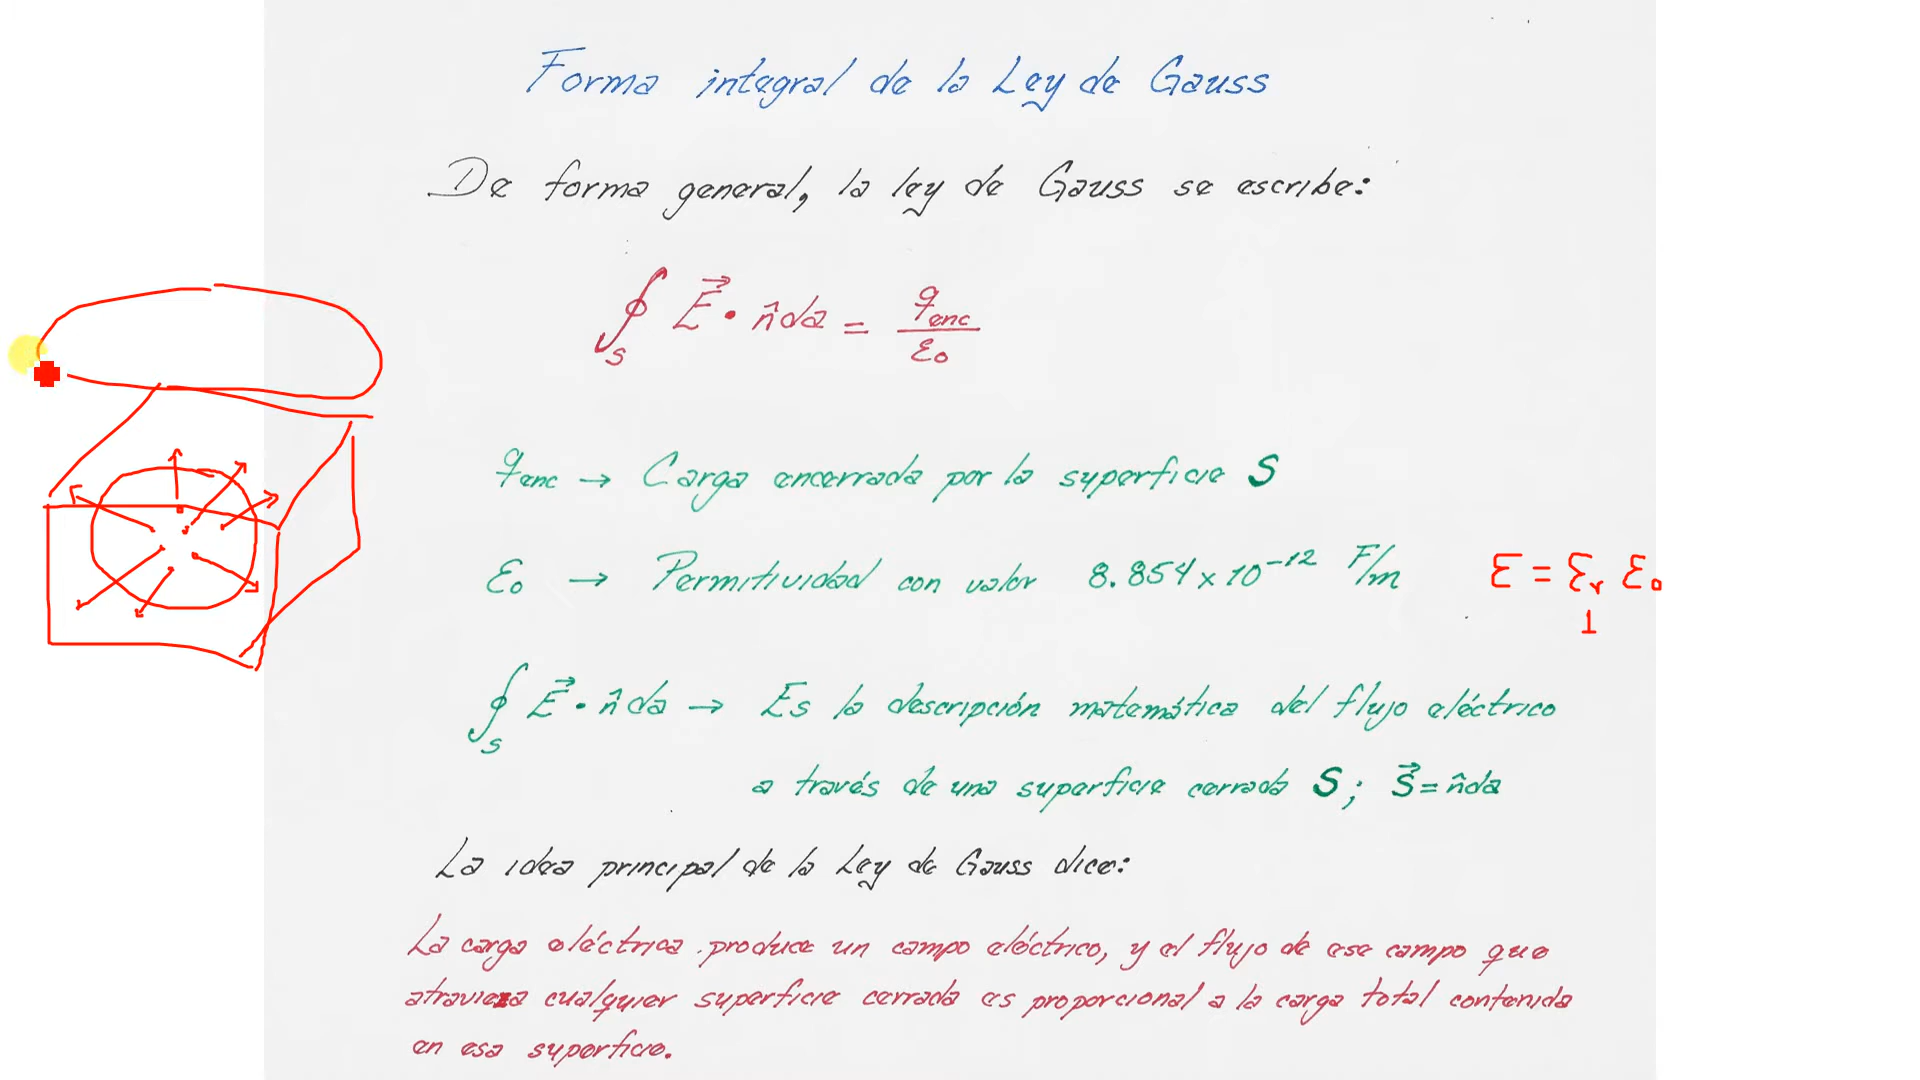 Forma integral de la Ley de Gauss
De forma general, la ley de Gauss se escribe:
∮_S E⃗ • n̂ da = q_enc / ε₀
q_enc → Carga encerrada por la superficie S
ε₀ → Permitividad con valor 8.854 x 10⁻¹² F/m
ε = εᵣ ε₀
1
∮_S E⃗ • n̂ da → Es la descripción matemática del flujo eléctrico
a través de una superficie cerrada S; S⃗ = n̂da
La idea principal de la Ley de Gauss dice:
La carga eléctrica produce un campo eléctrico, y el flujo de ese campo que
atravieza cualquier superficie cerrada es proporcional a la carga total contenida
en esa superficie.